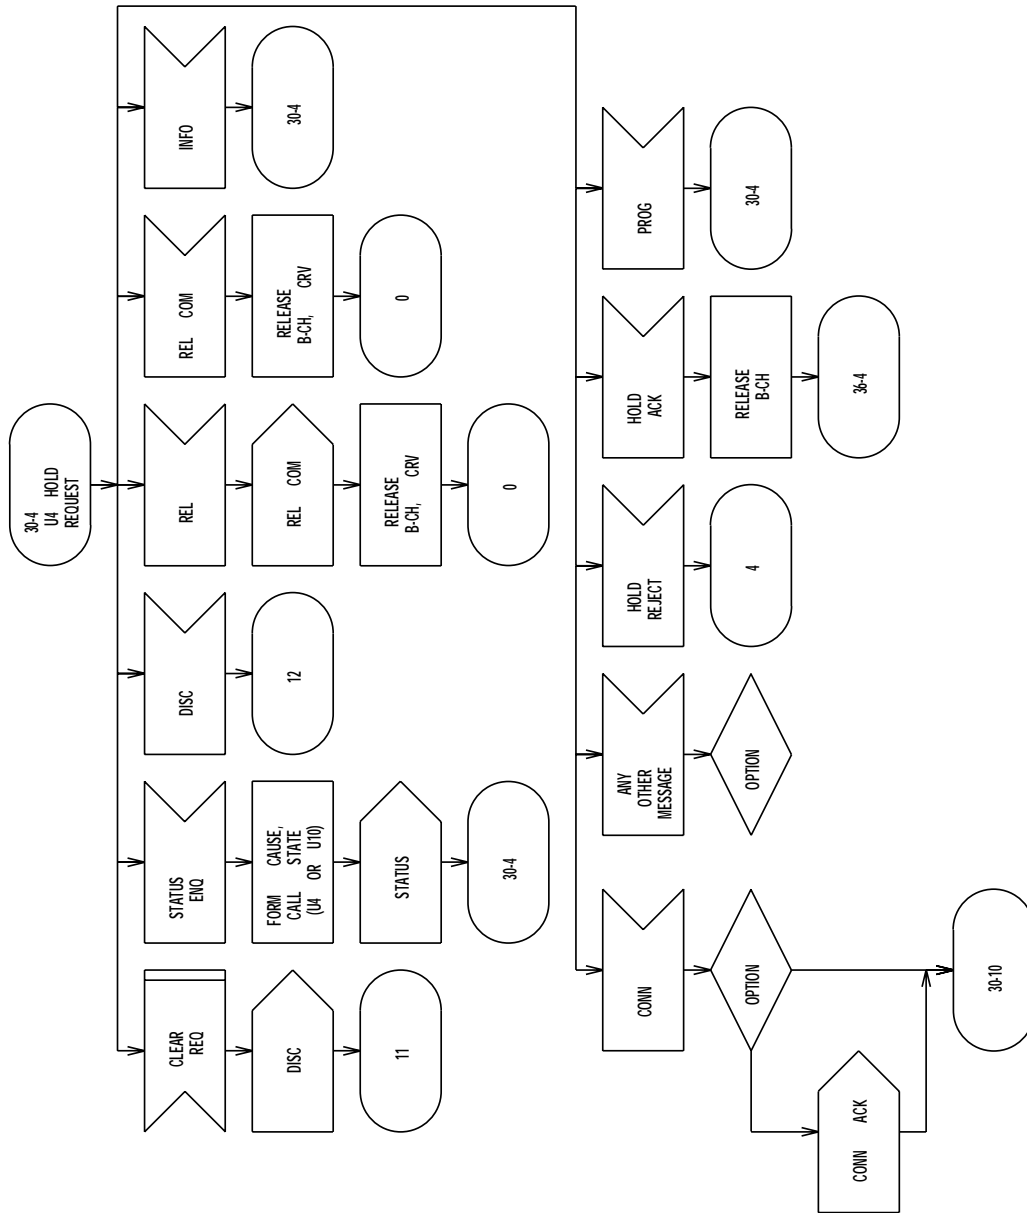 30-4
U4 HOLD
REQUEST
CLEAR
REQ
DISC
11
STATUS
ENQ
FORM CAUSE,
CALL STATE
(U4 OR U10)
STATUS
30-4
DISC
12
REL
REL COM
RELEASE
B-CH, CRV
0
REL COM
RELEASE
B-CH, CRV
0
INFO
30-4
CONN
OPTION
CONN ACK
30-10
ANY
OTHER
MESSAGE
OPTION
HOLD
REJECT
4
HOLD
ACK
RELEASE
B-CH
36-4
PROG
30-4